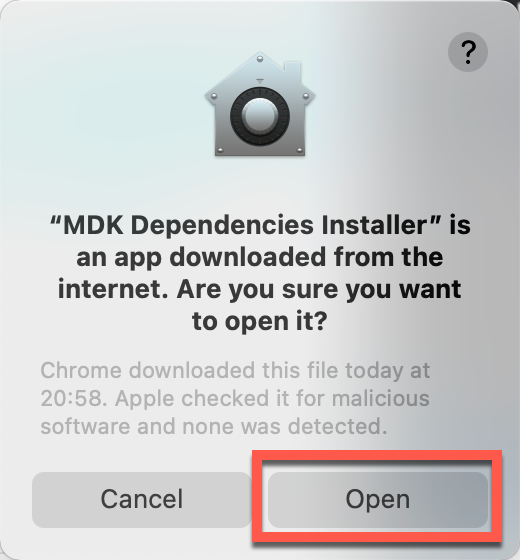 ?
“MDK Dependencies Installer” is
an app downloaded from the
internet. Are you sure you want
to open it?
Chrome downloaded this file today at
20:58. Apple checked it for malicious
software and none was detected.
Cancel
Open